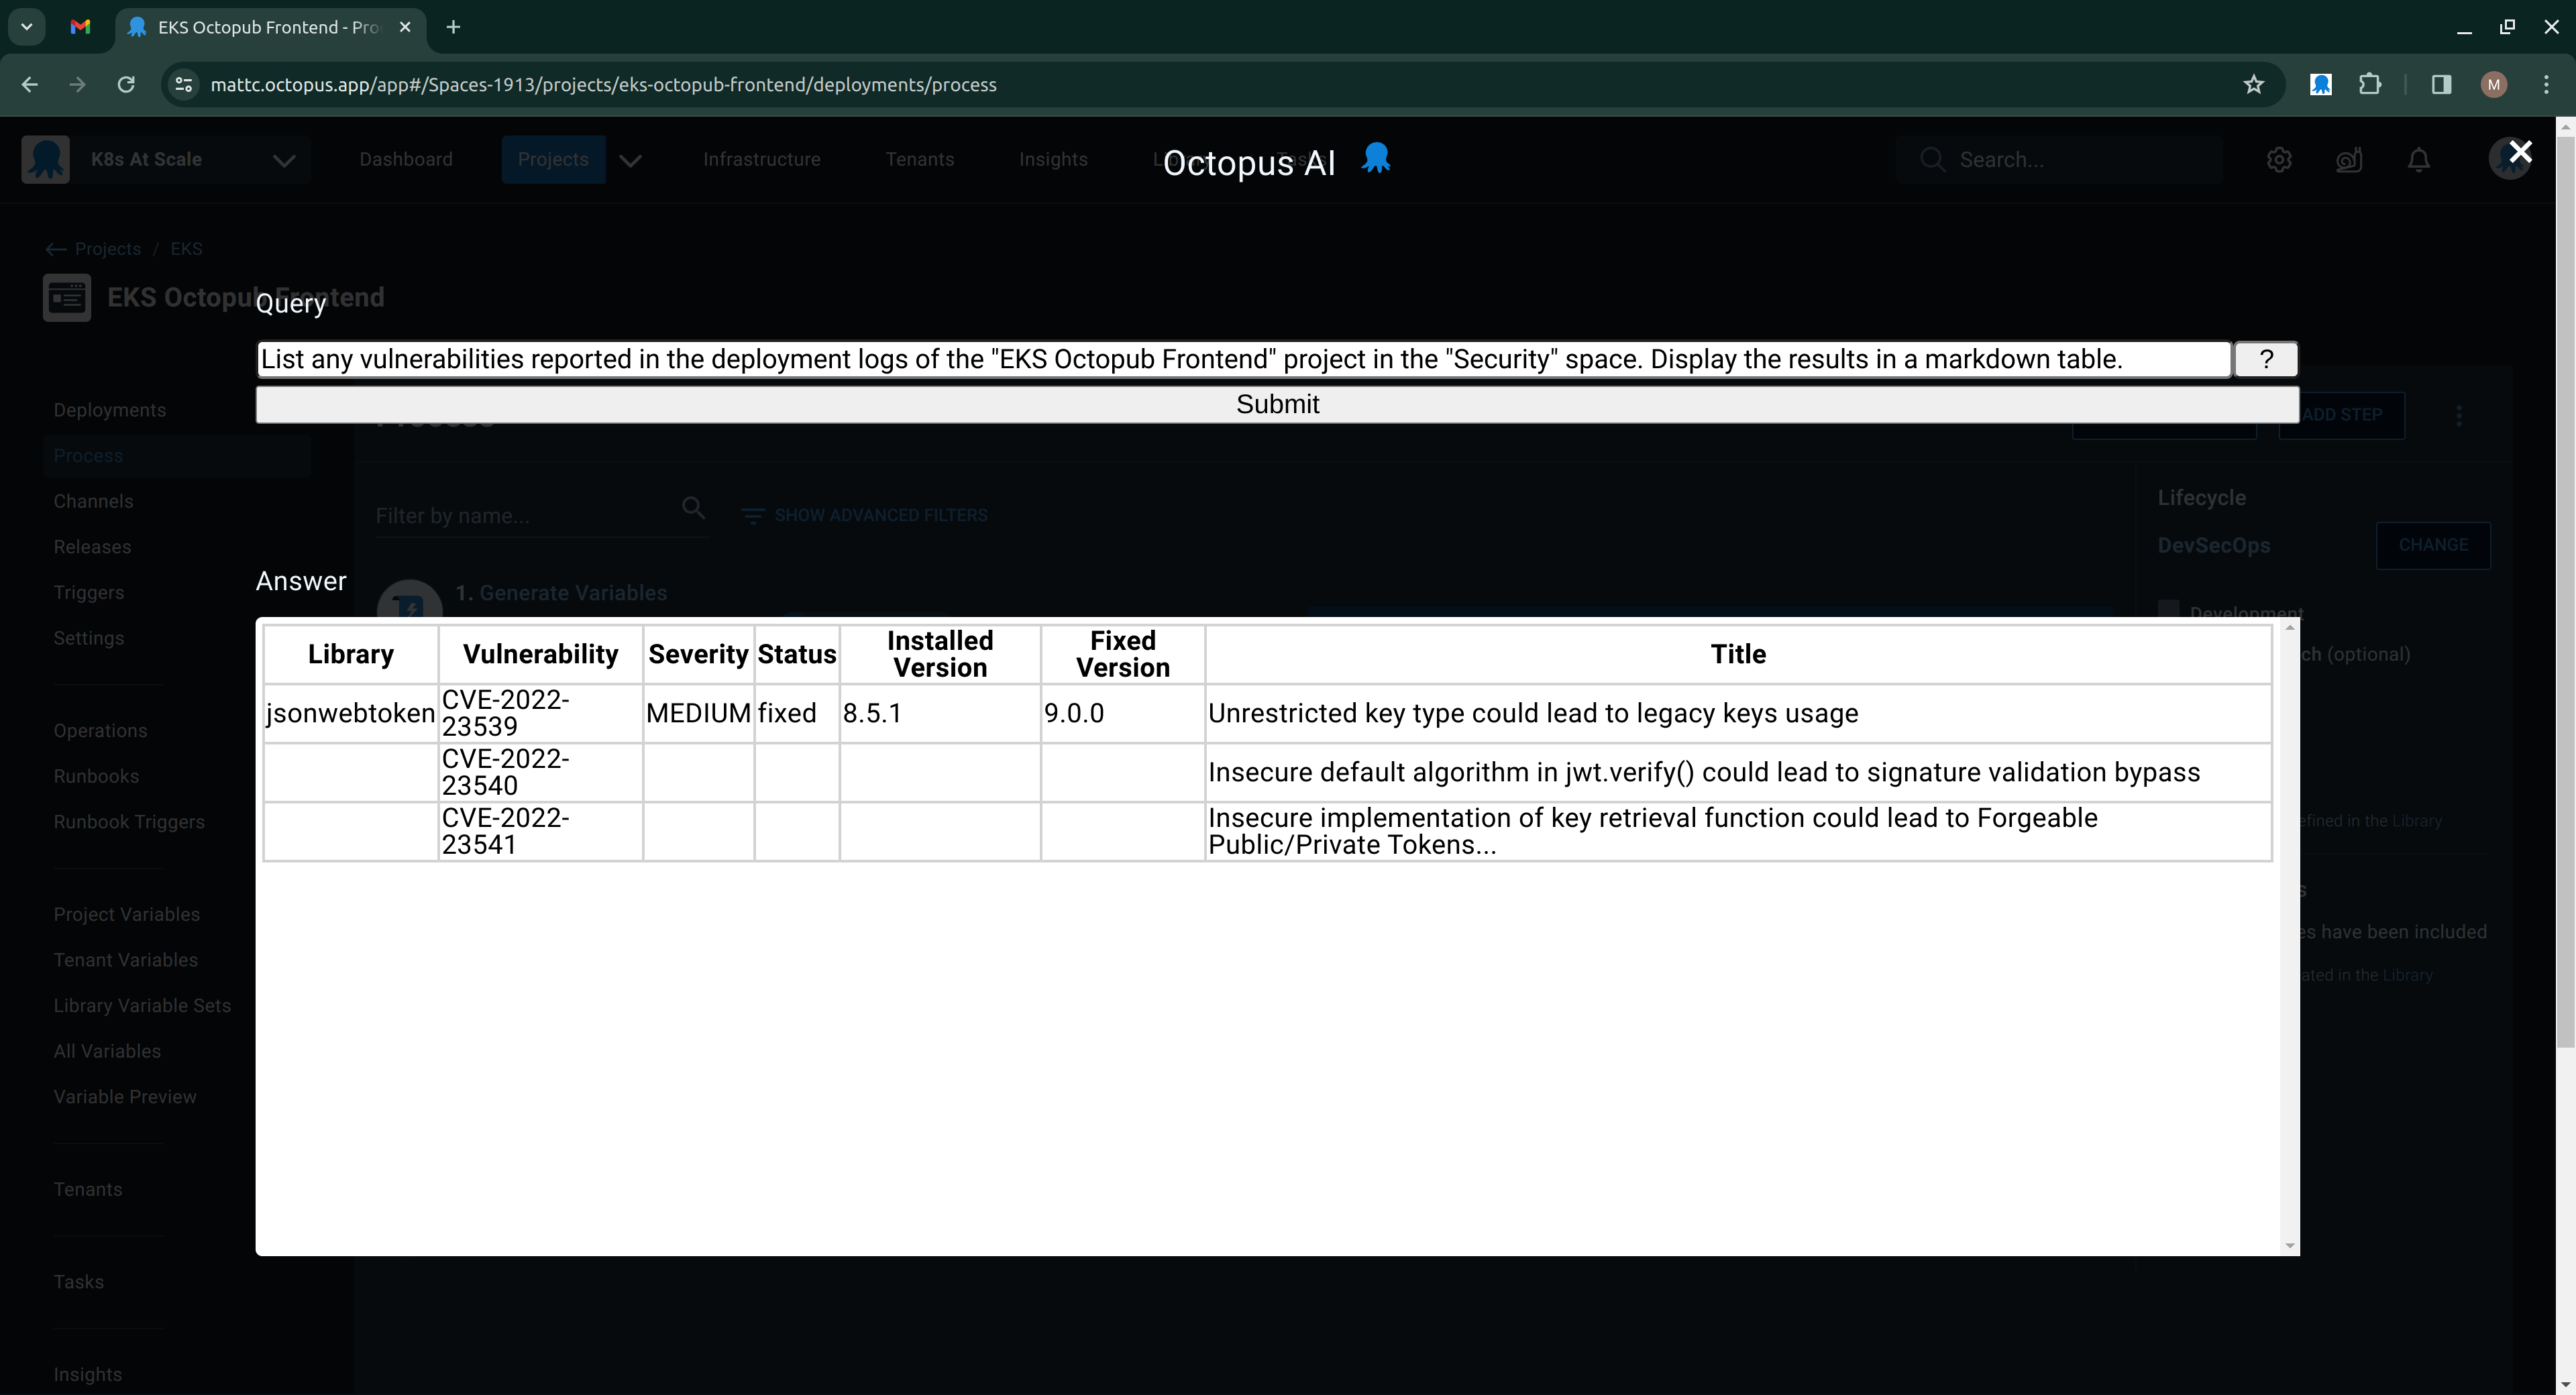 EKS Octopub Frontend - Pro
mattc.octopus.app/app#/Spaces-1913/projects/eks-octopub-frontend/deployments/process
M
K8s At Scale
Dashboard
Projects
Infrastructure
Tenants
Insights
Octopus AI
Tasks
Search...
Projects / EKS
EKS Octopub Frontend
Query
List any vulnerabilities reported in the deployment logs of the "EKS Octopub Frontend" project in the "Security" space. Display the results in a markdown table.
?
Submit
Deployments
Process
Channels
Releases
Triggers
Settings
Operations
Runbooks
Runbook Triggers
Project Variables
Tenant Variables
Library Variable Sets
All Variables
Variable Preview
Tenants
Tasks
Insights
Process
ADD STEP
Filter by name...
SHOW ADVANCED FILTERS
Lifecycle
DevSecOps
CHANGE
1. Generate Variables
Development
ch (optional)
efined in the Library
s
es have been included
ated in the Library
Answer
Library Vulnerability Severity Status Installed Version Fixed Version Title
jsonwebtoken CVE-2022-23539 MEDIUM fixed 8.5.1 9.0.0 Unrestricted key type could lead to legacy keys usage
CVE-2022-23540 Insecure default algorithm in jwt.verify() could lead to signature validation bypass
CVE-2022-23541 Insecure implementation of key retrieval function could lead to Forgeable
Public/Private Tokens...